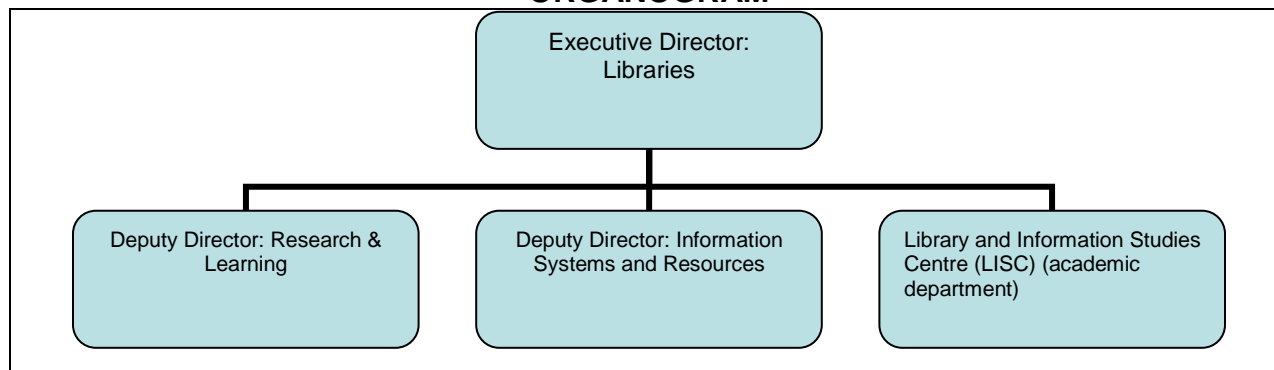 ORGANOGRAM
Executive Director:
Libraries
Deputy Director: Research &
Learning
Deputy Director: Information
Systems and Resources
Library and Information Studies
Centre (LISC) (academic
department)